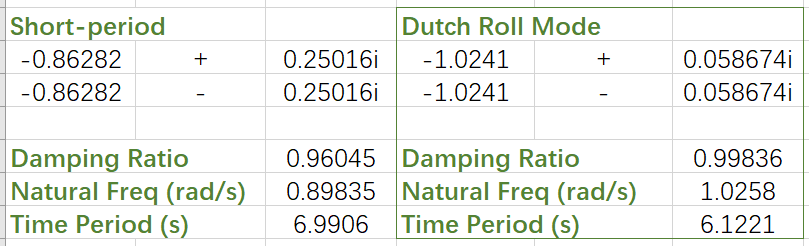 Short-period Dutch Roll Mode
-0.86282 + 0.25016i -1.0241 + 0.058674i
-0.86282 - 0.25016i -1.0241 - 0.058674i
Damping Ratio 0.96045 Damping Ratio 0.99836
Natural Freq (rad/s) 0.89835 Natural Freq (rad/s) 1.0258
Time Period (s) 6.9906 Time Period (s) 6.1221